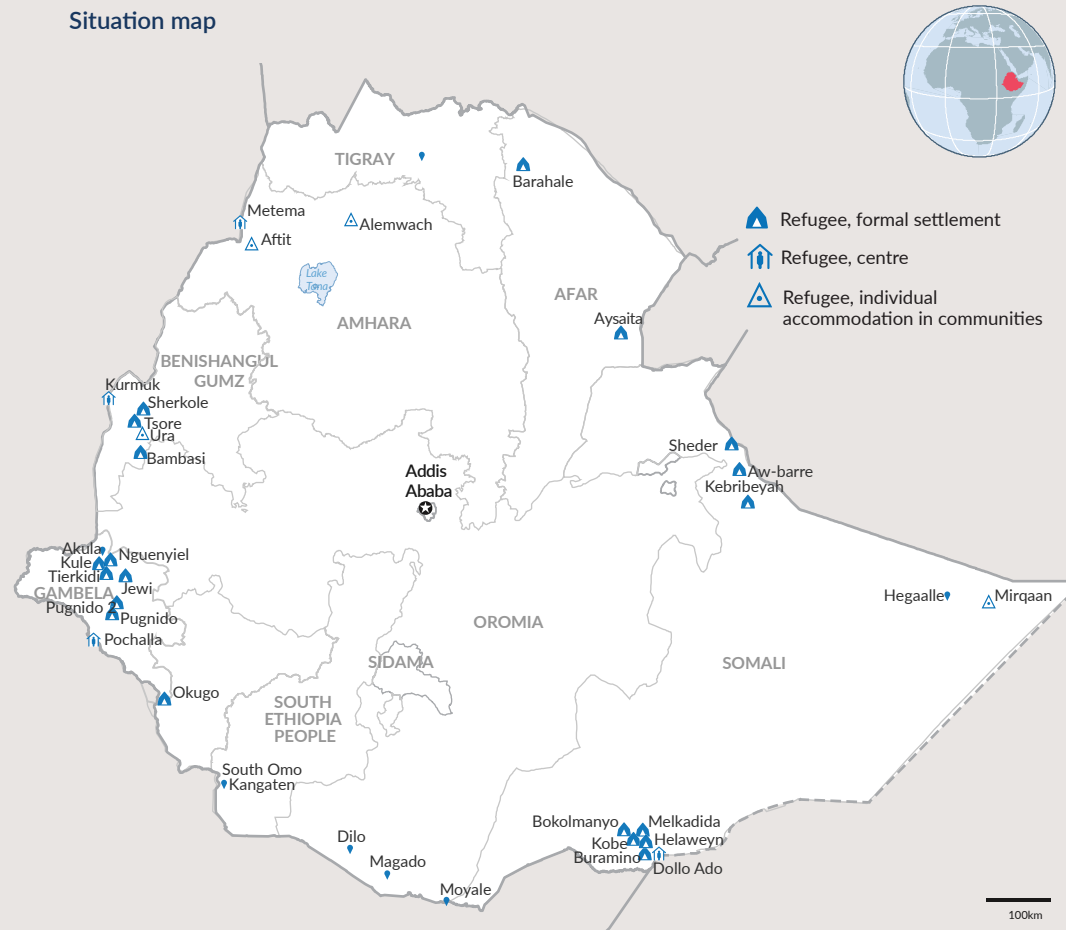 Situation map
TIGRAY
Barahale
Metema
Alemwach
Aftit
Refugee, formal settlement
Refugee, centre
Refugee, individual
accommodation in communities
Lake
Tana
AFAR
AMHARA
Aysaita
BENISHANGUL
GUMZ
Kurmuk
Sherkole
Tsore
Ura
Bambasi
Sheder
Aw-barre
Kebribeyah
Addis
Ababa
Akula
Nguenyiel
Kule
Tierkidi
Jewi
GAMBELA
Pugnido 2
Pugnido
Pochalla
Hegaalle
Mirqaan
OROMIA
SIDAMA
SOMALI
Okugo
SOUTH
ETHIOPIA
PEOPLE
South Omo
Kangaten
Dilo
Magado
Moyale
Bokolmanyo
Melkadida
Kobe
Helaweyn
Buramino
Dollo Ado
100km